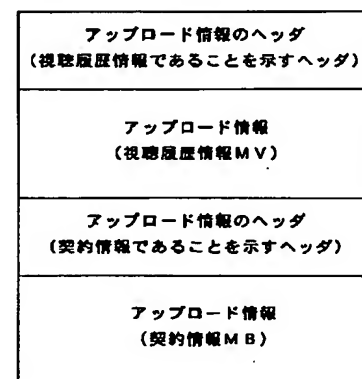 アップロード情報のヘッダ
(視聴履歴情報であることを示すヘッダ)
アップロード情報
(視聴履歴情報MV)
アップロード情報のヘッダ
(契約情報であることを示すヘッダ)
アップロード情報
(契約情報MB)